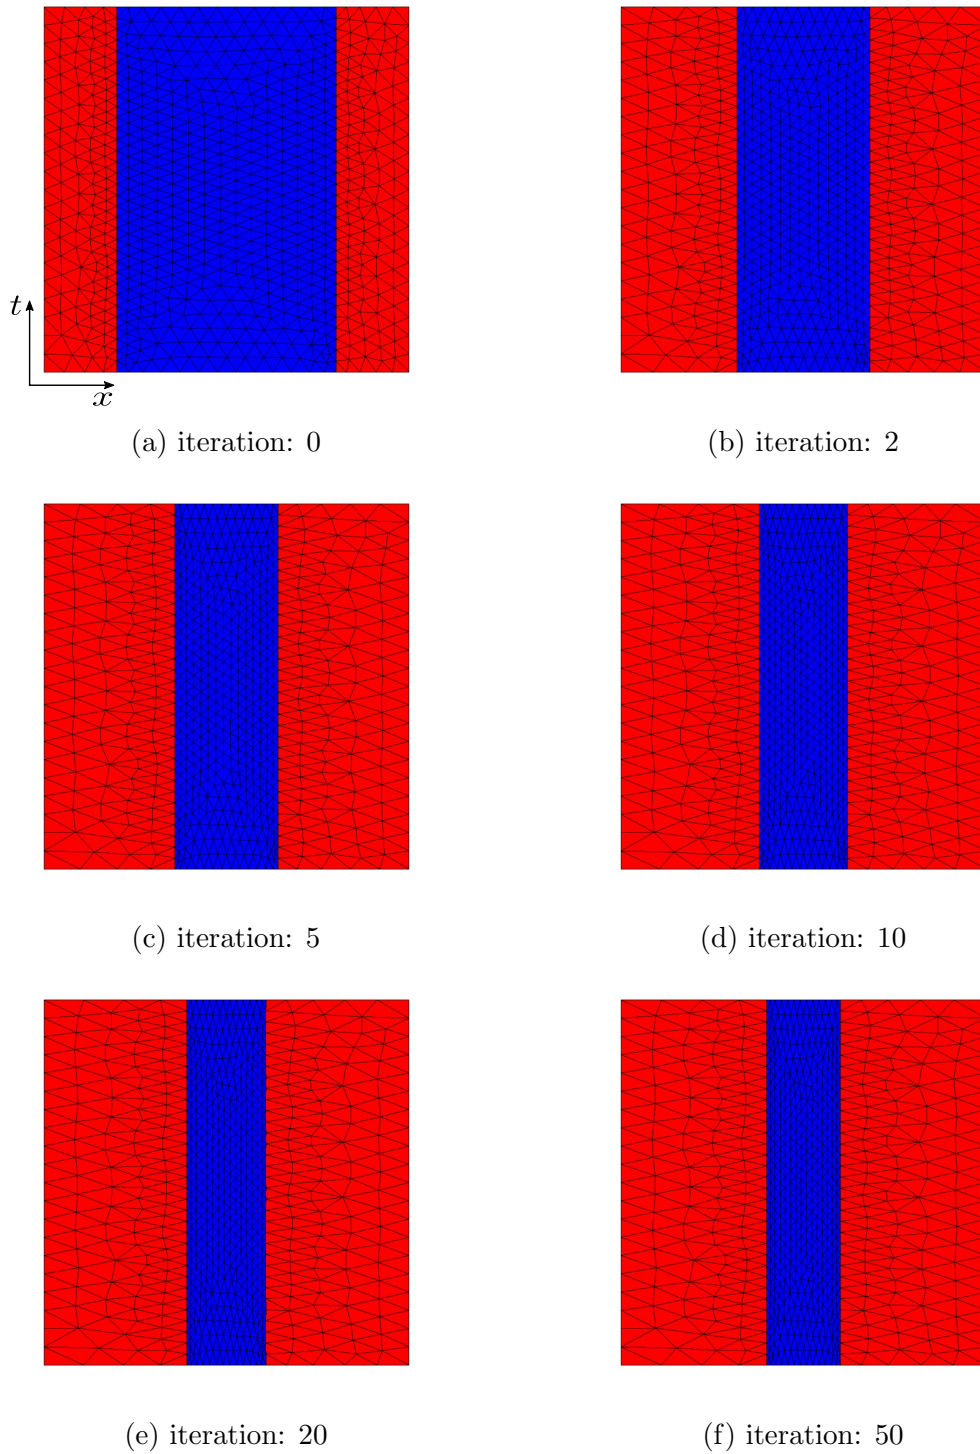 t
x
(a) iteration: 0
(b) iteration: 2
(c) iteration: 5
(d) iteration: 10
(e) iteration: 20
(f) iteration: 50